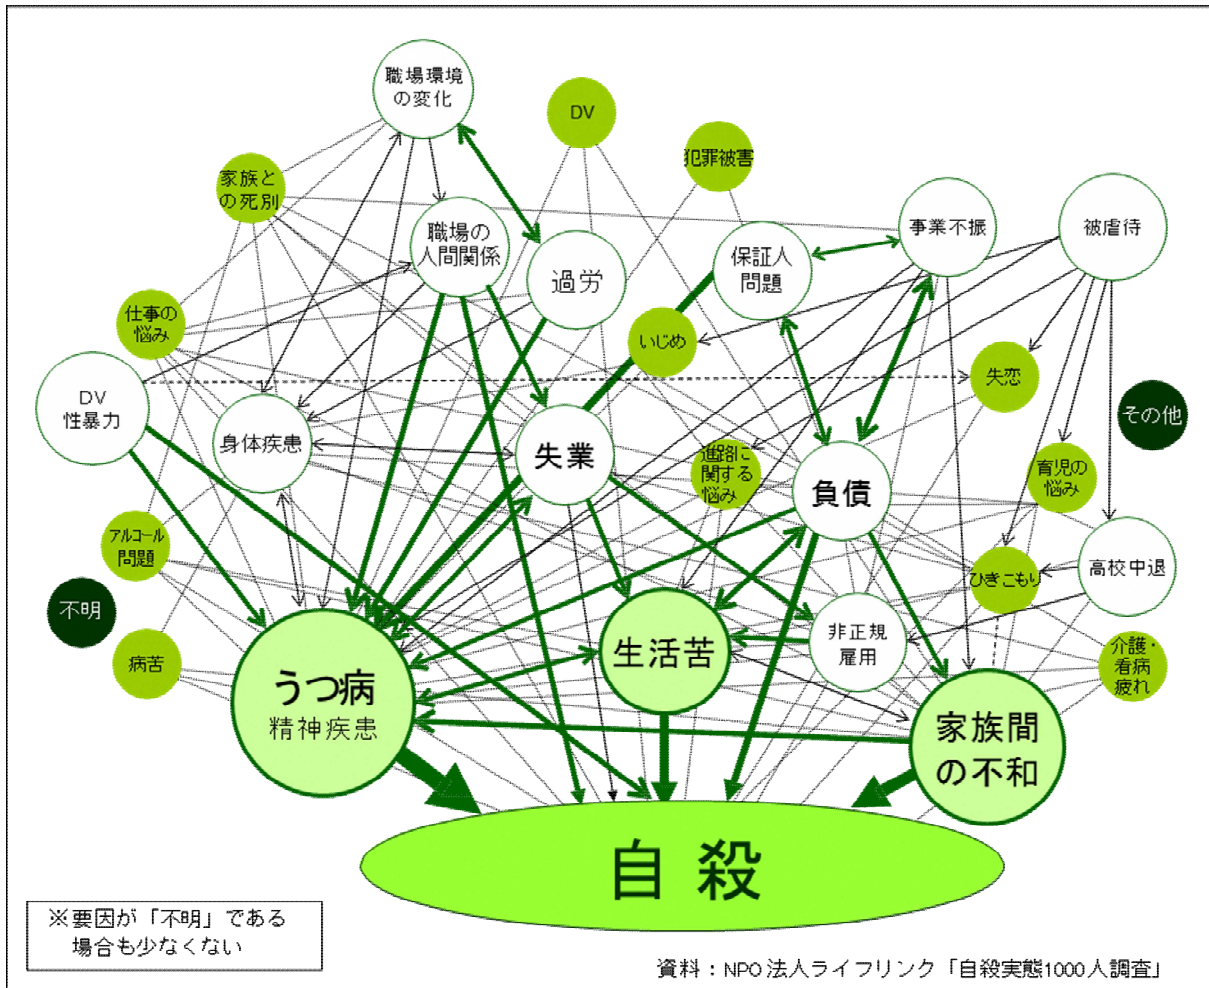 職場環境
の変化
DV
犯罪被害
家族と
の死別
職場の
人間関係
過労
保証人
問題
事業不振
被虐待
仕事の
悩み
いじめ
失恋
DV
性暴力
身体疾患
失業
進路に
関する
悩み
負債
育児の
悩み
その他
アルコール
問題
ひきこもり
高校中退
不明
病苦
うつ病
精神疾患
生活苦
非正規
雇用
介護・
看病
疲れ
家族間
の不和
自殺
※要因が「不明」である
場合も少なくない
資料：NPO法人ライフリンク「自殺実態1000人調査」